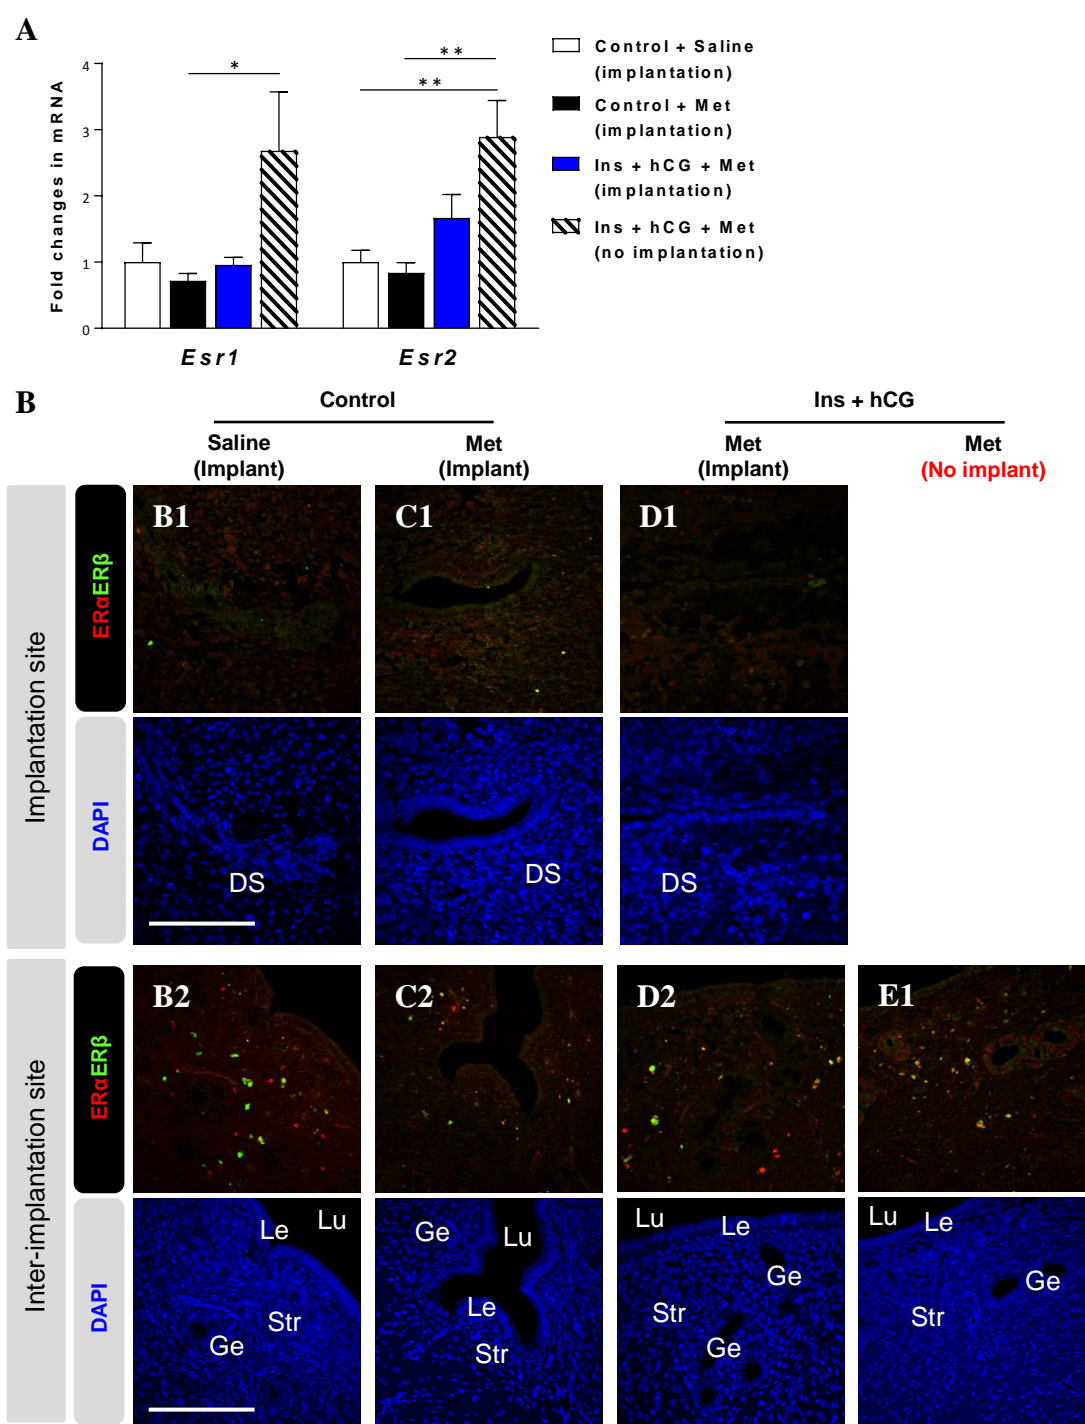 A
Fold changes in mRNA
4
3
2
1
0
*
**
**
Esr1
Esr2
Control + Saline
(implantation)
Control + Met
(implantation)
Ins + hCG + Met
(implantation)
Ins + hCG + Met
(no implantation)
B
Control
Ins + hCG
Saline
(Implant)
Met
(Implant)
Met
(Implant)
Met
(No implant)
Implantation site
ERαERβ
B1
C1
D1
DAPI
DS
DS
DS
Inter-implantation site
ERαERβ
B2
C2
D2
E1
DAPI
Le
Lu
Str
Ge
Ge
Lu
Le
Str
Lu
Le
Ge
Str
Ge
Lu
Le
Ge
Str